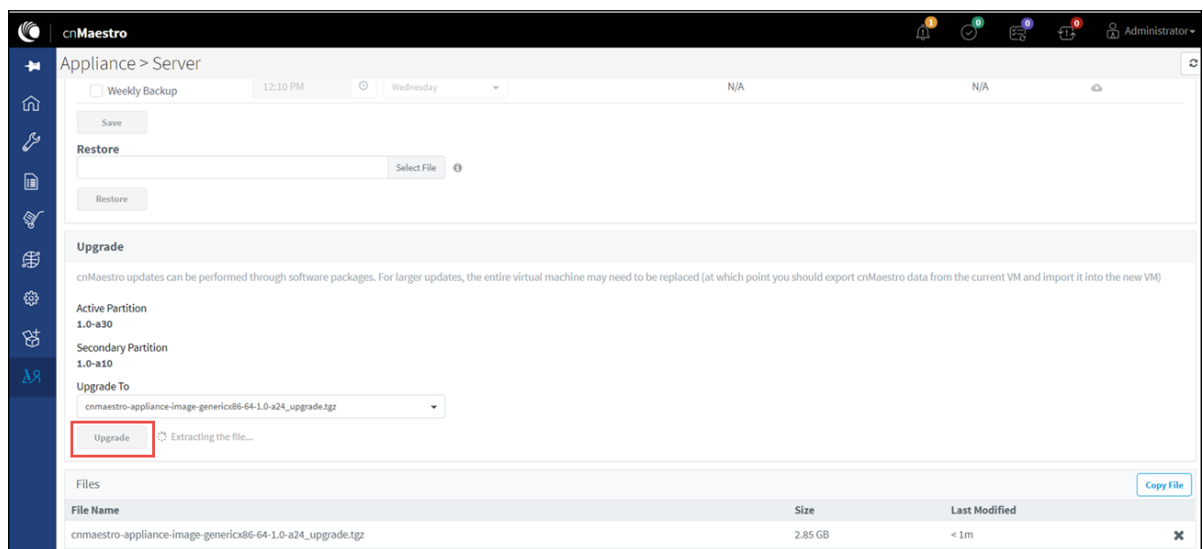 cnMaestro
1
0
0
0
Administrator
Appliance > Server
Weekly Backup
12:10 PM
Wednesday
N/A
N/A
Save
Restore
Select File
Restore
Upgrade
cnMaestro updates can be performed through software packages. For larger updates, the entire virtual machine may need to be replaced (at which point you should export cnMaestro data from the current VM and import it into the new VM)
Active Partition
1.0-a30
Secondary Partition
1.0-a10
Upgrade To
cnmaestro-appliance-image-genericx86-64-1.0-a24_upgrade.tgz
Upgrade
Extracting the file...
Files
Copy File
File Name
Size
Last Modified
cnmaestro-appliance-image-genericx86-64-1.0-a24_upgrade.tgz
2.85 GB
< 1m